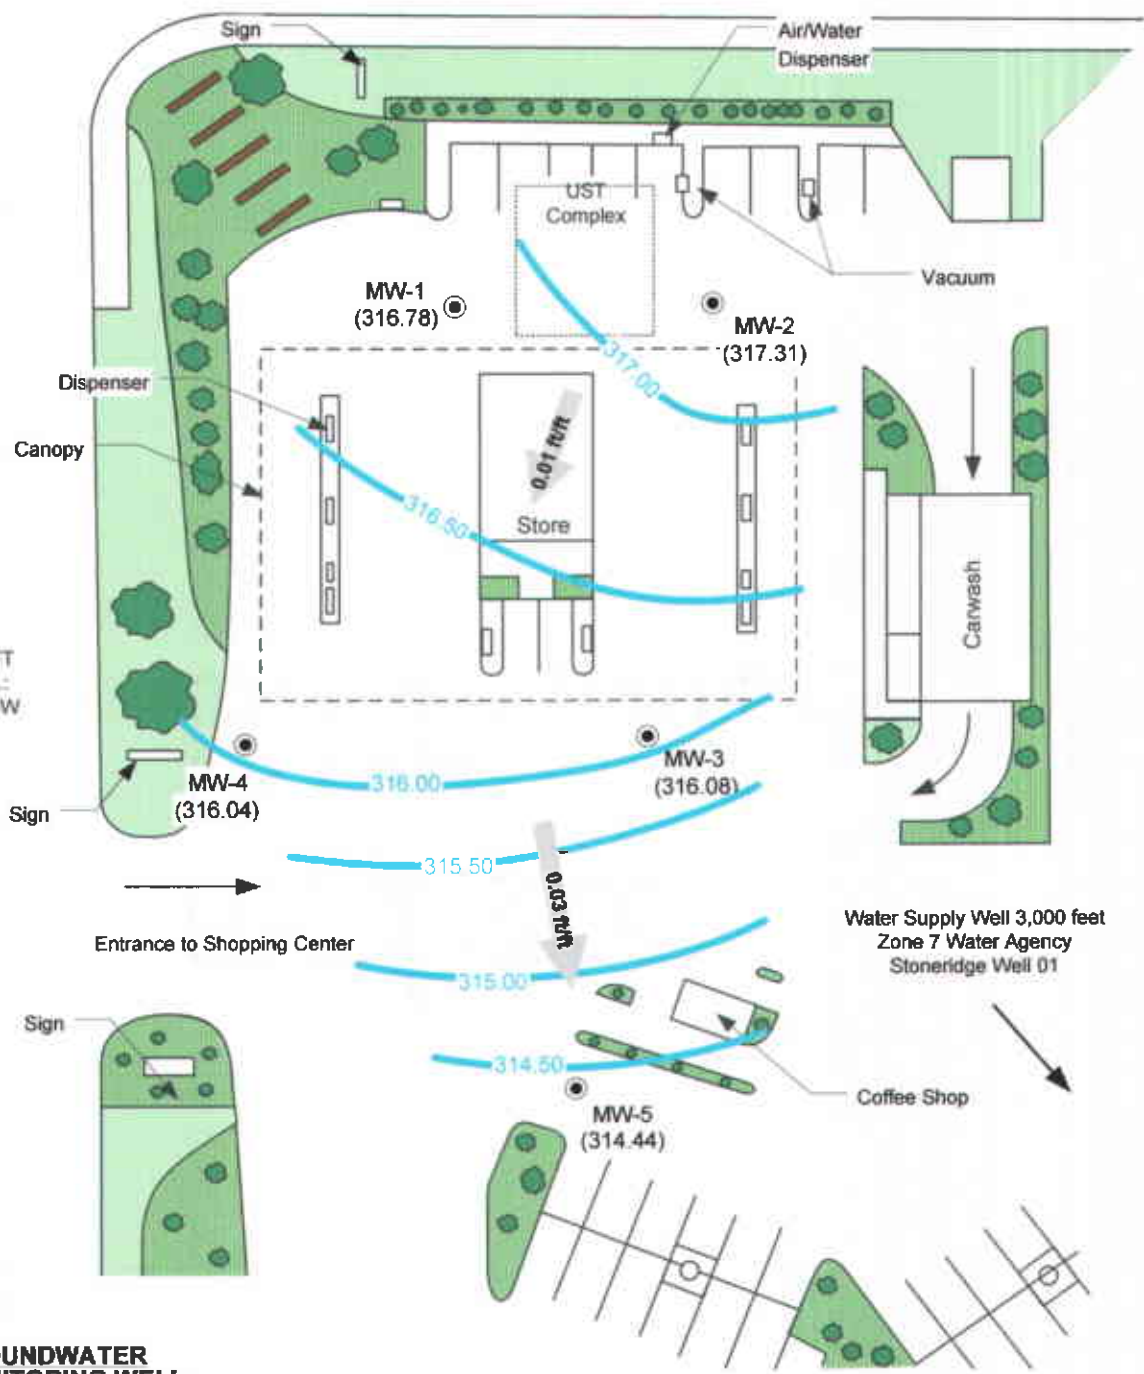 Sign
Air/Water
Dispenser
UST
Complex
Vacuum
MW-1
(316.78)
MW-2
(317.31)
317.00
Dispenser
Canopy
0.01 ft/ft
316.50
Store
Carwash
T
W
MW-4
(316.04)
Sign
316.00
MW-3
(316.08)
315.50
0.03 ft/ft
Entrance to Shopping Center
Water Supply Well 3,000 feet
Zone 7 Water Agency
Stoneridge Well 01
315.00
Sign
314.50
Coffee Shop
MW-5
(314.44)
OUNDWATER